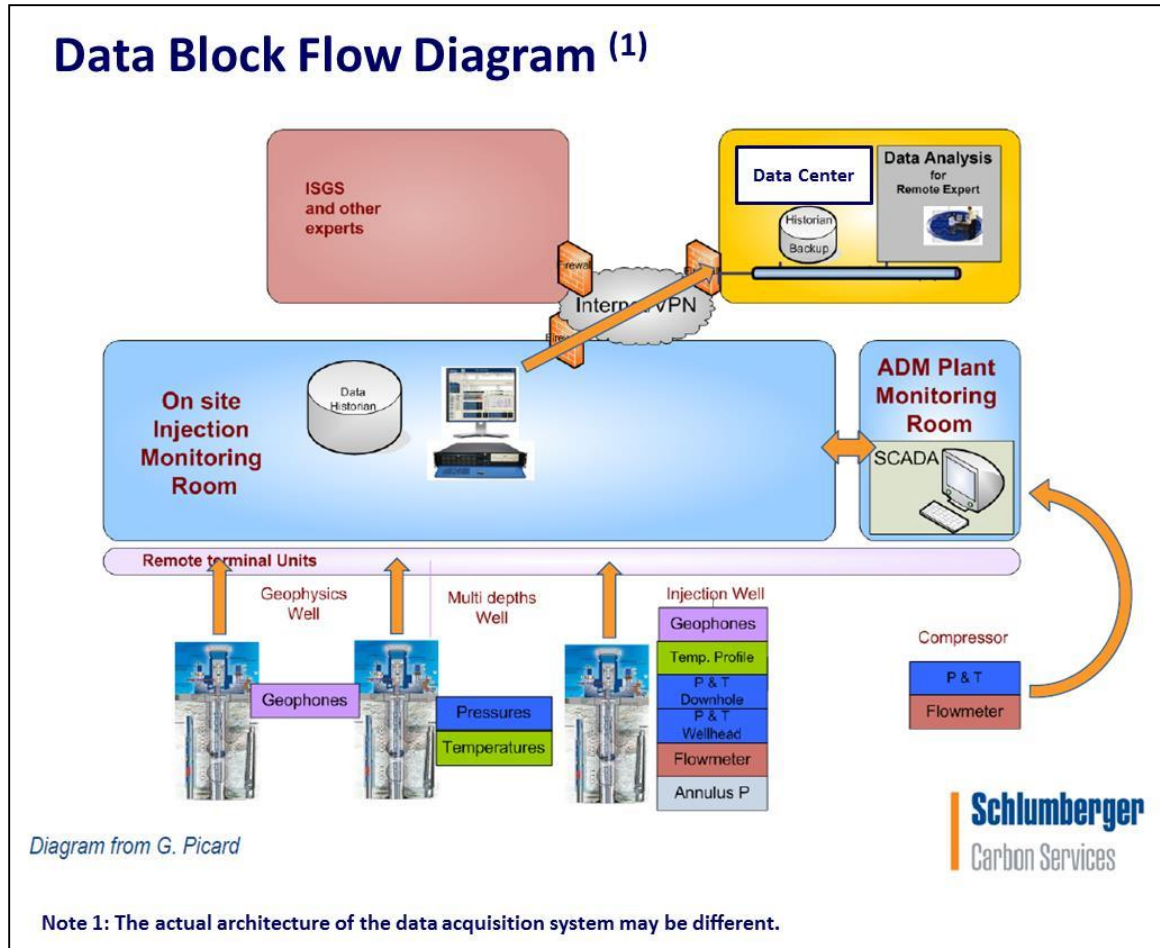 Data Block Flow Diagram (1)
ISGS
and other
experts
Data Center
Data Analysis
for
Remote Expert
Historian
Backup
Firewall
Internet/VPN
On site
Injection
Monitoring
Room
Data
Historian
ADM Plant
Monitoring
Room
SCADA
Remote terminal Units
Geophysics
Well
Multi depths
Well
Injection Well
Geophones
Pressures
Temperatures
Geophones
Temp. Profile
P & T
Downhole
P & T
Wellhead
Flowmeter
Annulus P
Compressor
P & T
Flowmeter
Diagram from G. Picard
Schlumberger
Carbon Services
Note 1: The actual architecture of the data acquisition system may be different.